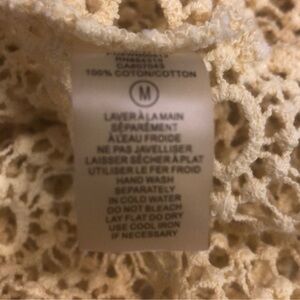 100% COTON/COTTON
M
LAVER À LA MAIN
SÉPARÉMENT
À L'EAU FROIDE
NE PAS JAVELLISER
LAISSER SÉCHER À PLAT
UTILISER LE FER FROID
HAND WASH
SEPARATELY
IN COLD WATER
DO NOT BLEACH
LAY FLAT DO DRY
USE COOL IRON
IF NECESSARY